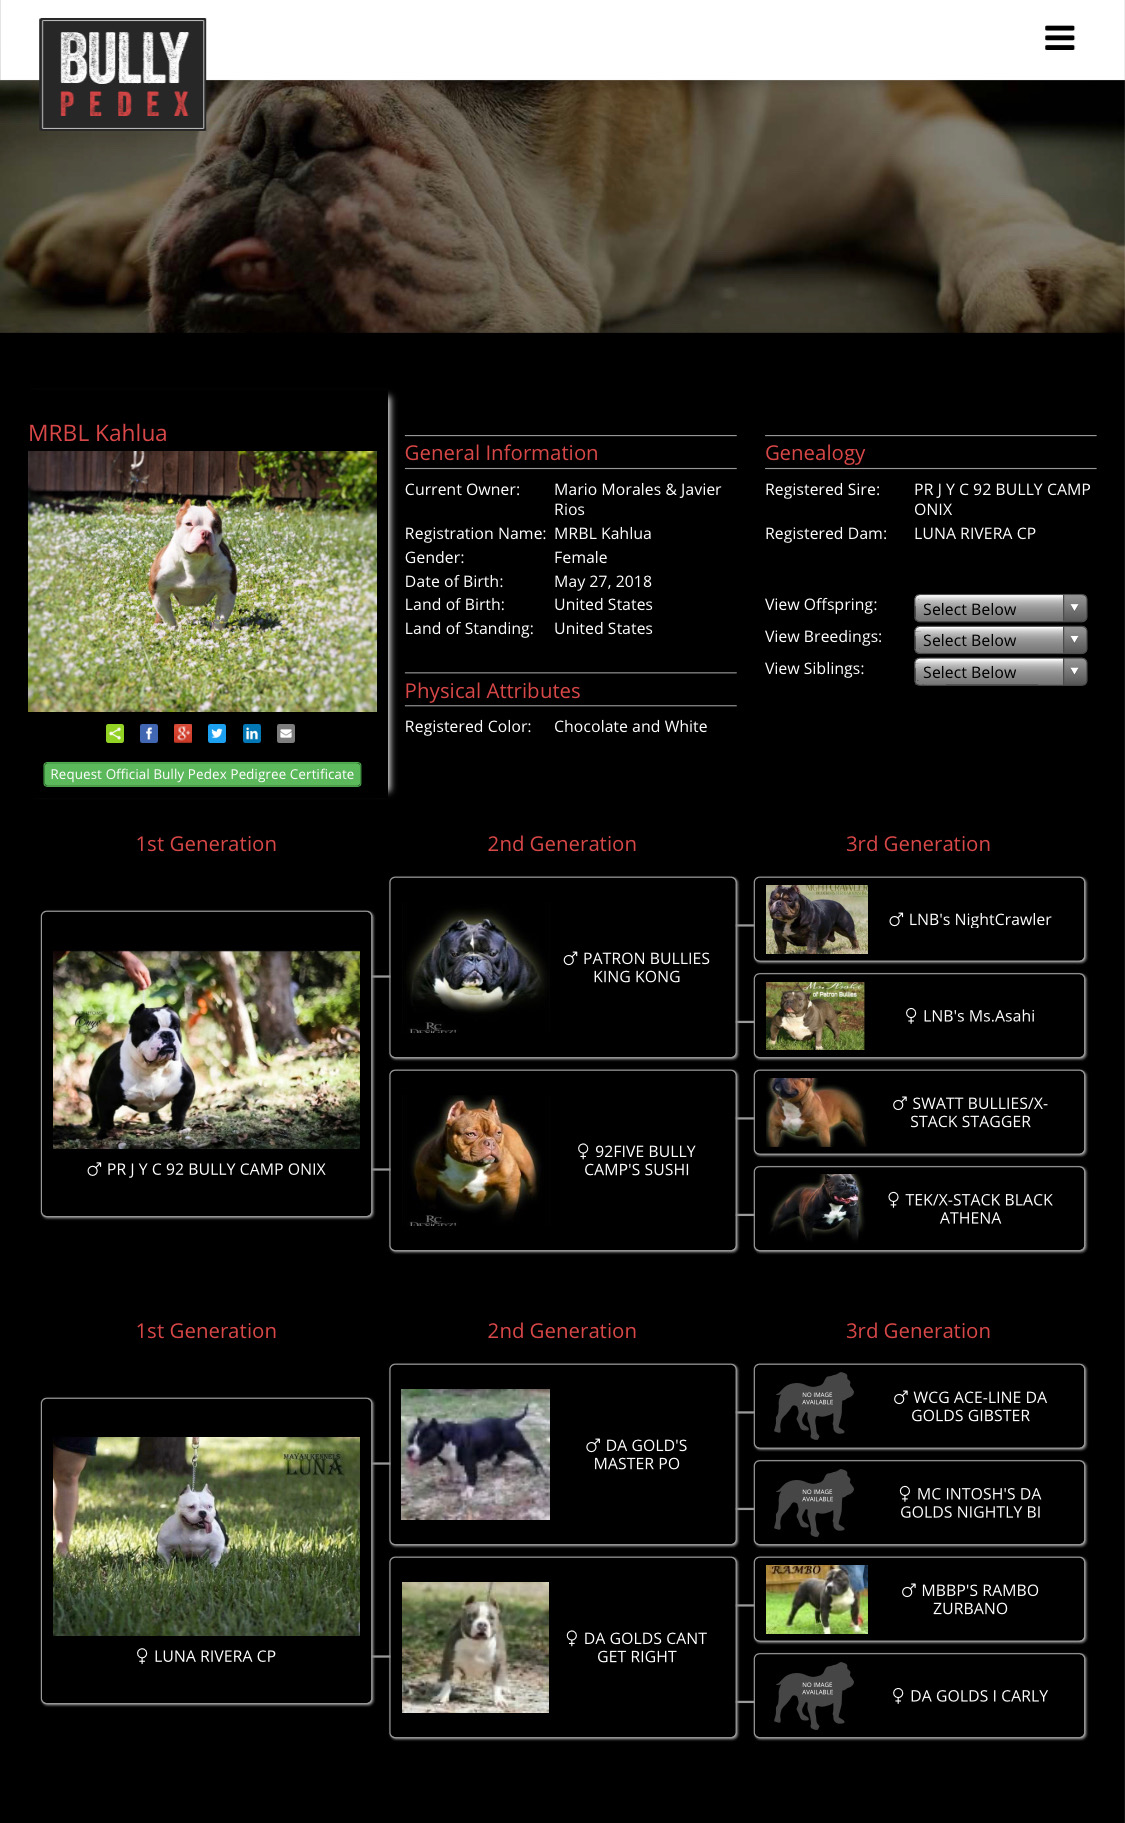 BULLY
PEDEX
MRBL Kahlua
Request Official Bully Pedex Pedigree Certificate
General Information
Current Owner: Mario Morales & Javier
Rios
Registration Name: MRBL Kahlua
Gender: Female
Date of Birth: May 27, 2018
Land of Birth: United States
Land of Standing: United States
Physical Attributes
Registered Color: Chocolate and White
Genealogy
Registered Sire: PR J Y C 92 BULLY CAMP
ONIX
Registered Dam: LUNA RIVERA CP
View Offspring: Select Below
View Breedings: Select Below
View Siblings: Select Below
1st Generation
2nd Generation
3rd Generation
♂ PR J Y C 92 BULLY CAMP ONIX
♂ PATRON BULLIES
KING KONG
RC
♀ 92FIVE BULLY
CAMP'S SUSHI
RC
♂ LNB's NightCrawler
of Patron Bullies
♀ LNB's Ms.Asahi
♂ SWATT BULLIES/X-
STACK STAGGER
♀ TEK/X-STACK BLACK
ATHENA
1st Generation
2nd Generation
3rd Generation
LUNA
♀ LUNA RIVERA CP
♂ DA GOLD'S
MASTER PO
♀ DA GOLDS CANT
GET RIGHT
NO IMAGE
AVAILABLE
♂ WCG ACE-LINE DA
GOLDS GIBSTER
NO IMAGE
AVAILABLE
♀ MC INTOSH'S DA
GOLDS NIGHTLY BI
RAMBO
♂ MBBP'S RAMBO
ZURBANO
NO IMAGE
AVAILABLE
♀ DA GOLDS I CARLY